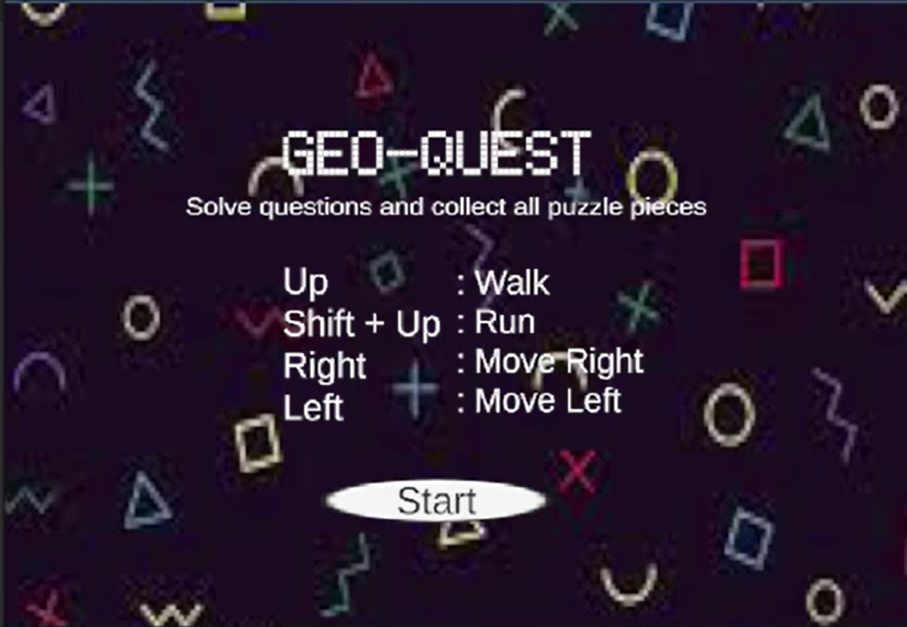 GEO-QUEST
Solve questions and collect all puzzle pieces
Up : Walk
Shift + Up : Run
Right : Move Right
Left : Move Left
Start